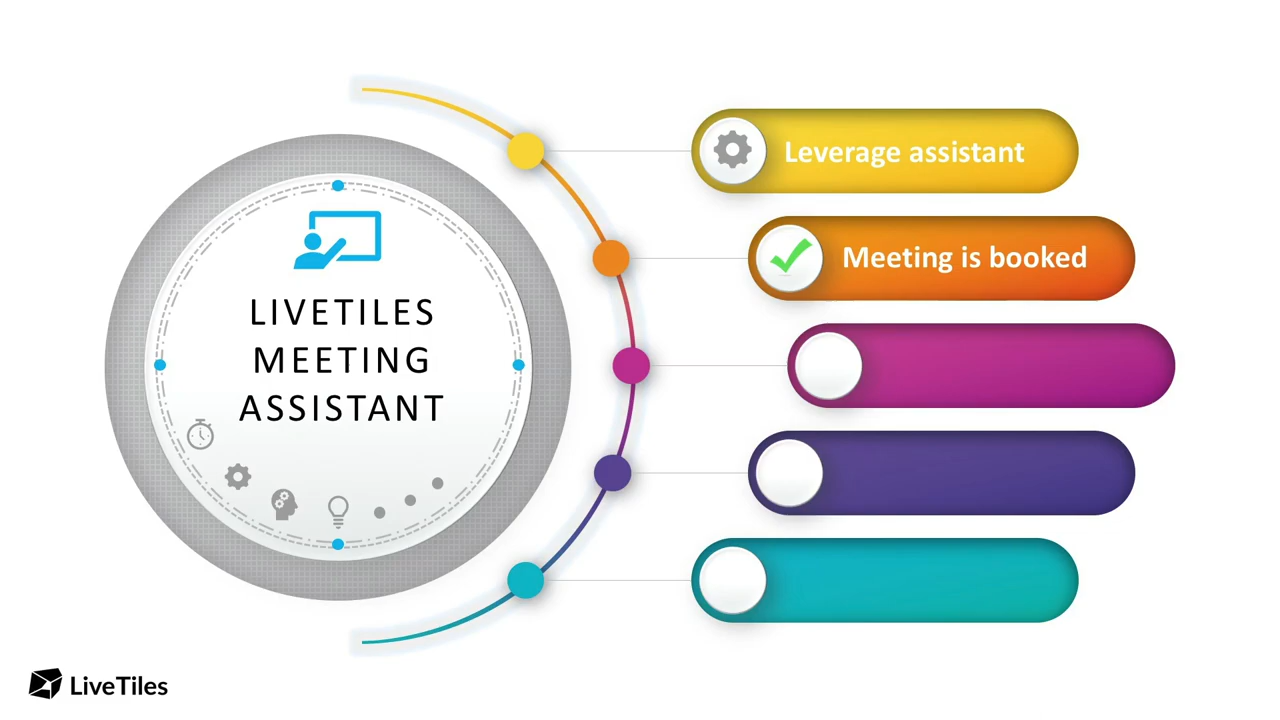 LIVETILES
MEETING
ASSISTANT
Leverage assistant
Meeting is booked
LiveTiles